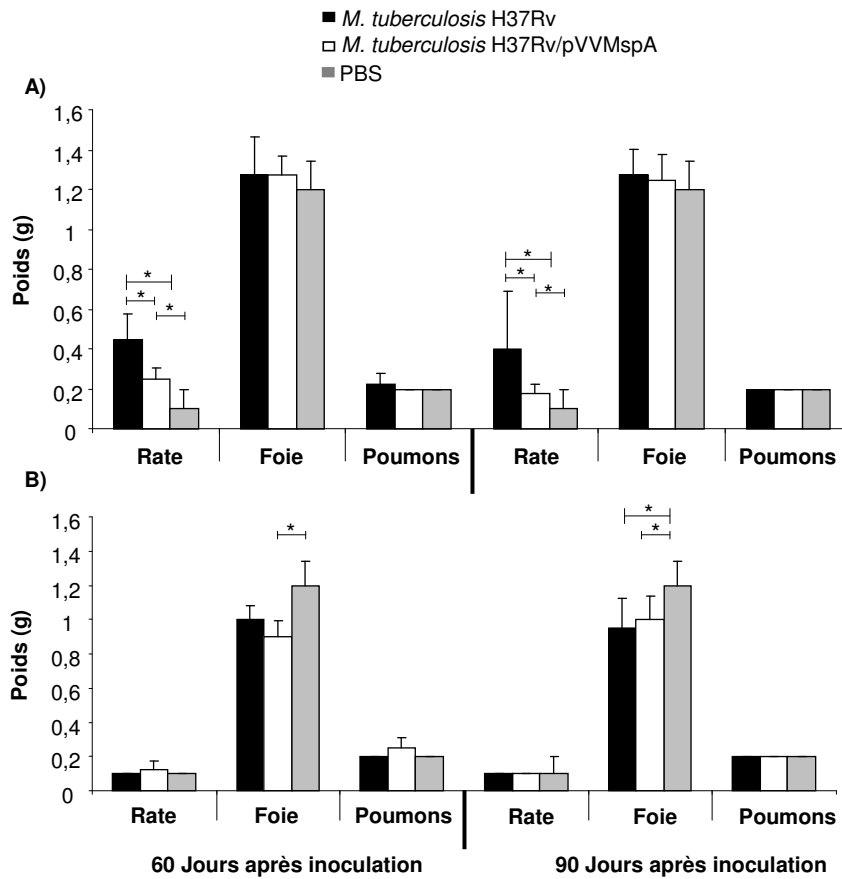 M. tuberculosis H37Rv
M. tuberculosis H37Rv/pVVMspA
PBS
A)
1,6
1,4
1,2
1
0,8
0,6
0,4
0,2
0
Poids (g)
* * *
* * *
Rate Foie Poumons Rate Foie Poumons
B)
1,6
1,4
1,2
1
0,8
0,6
0,4
0,2
0
Poids (g)
*
* *
Rate Foie Poumons Rate Foie Poumons
60 Jours après inoculation 90 Jours après inoculation